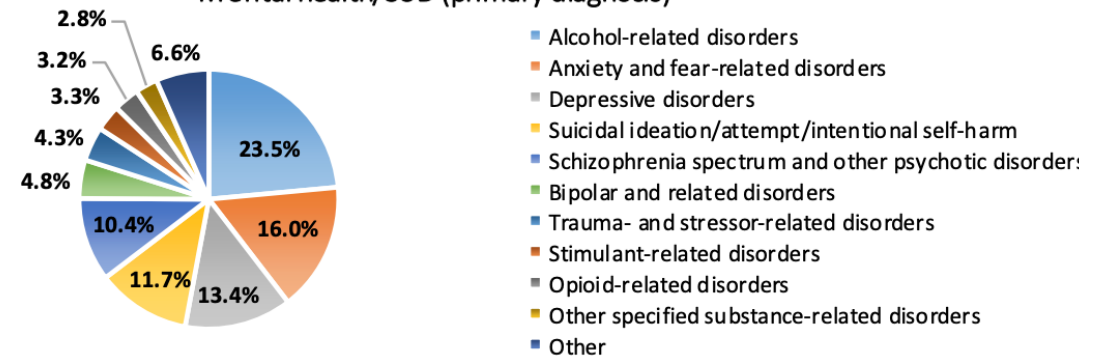 2.8%
6.6%
3.2%
3.3%
4.3%
4.8%
23.5%
16.0%
10.4%
11.7%
13.4%
Alcohol-related disorders
Anxiety and fear-related disorders
Depressive disorders
Suicidal ideation/attempt/intentional self-harm
Schizophrenia spectrum and other psychotic disorders
Bipolar and related disorders
Trauma- and stressor-related disorders
Stimulant-related disorders
Opioid-related disorders
Other specified substance-related disorders
Other